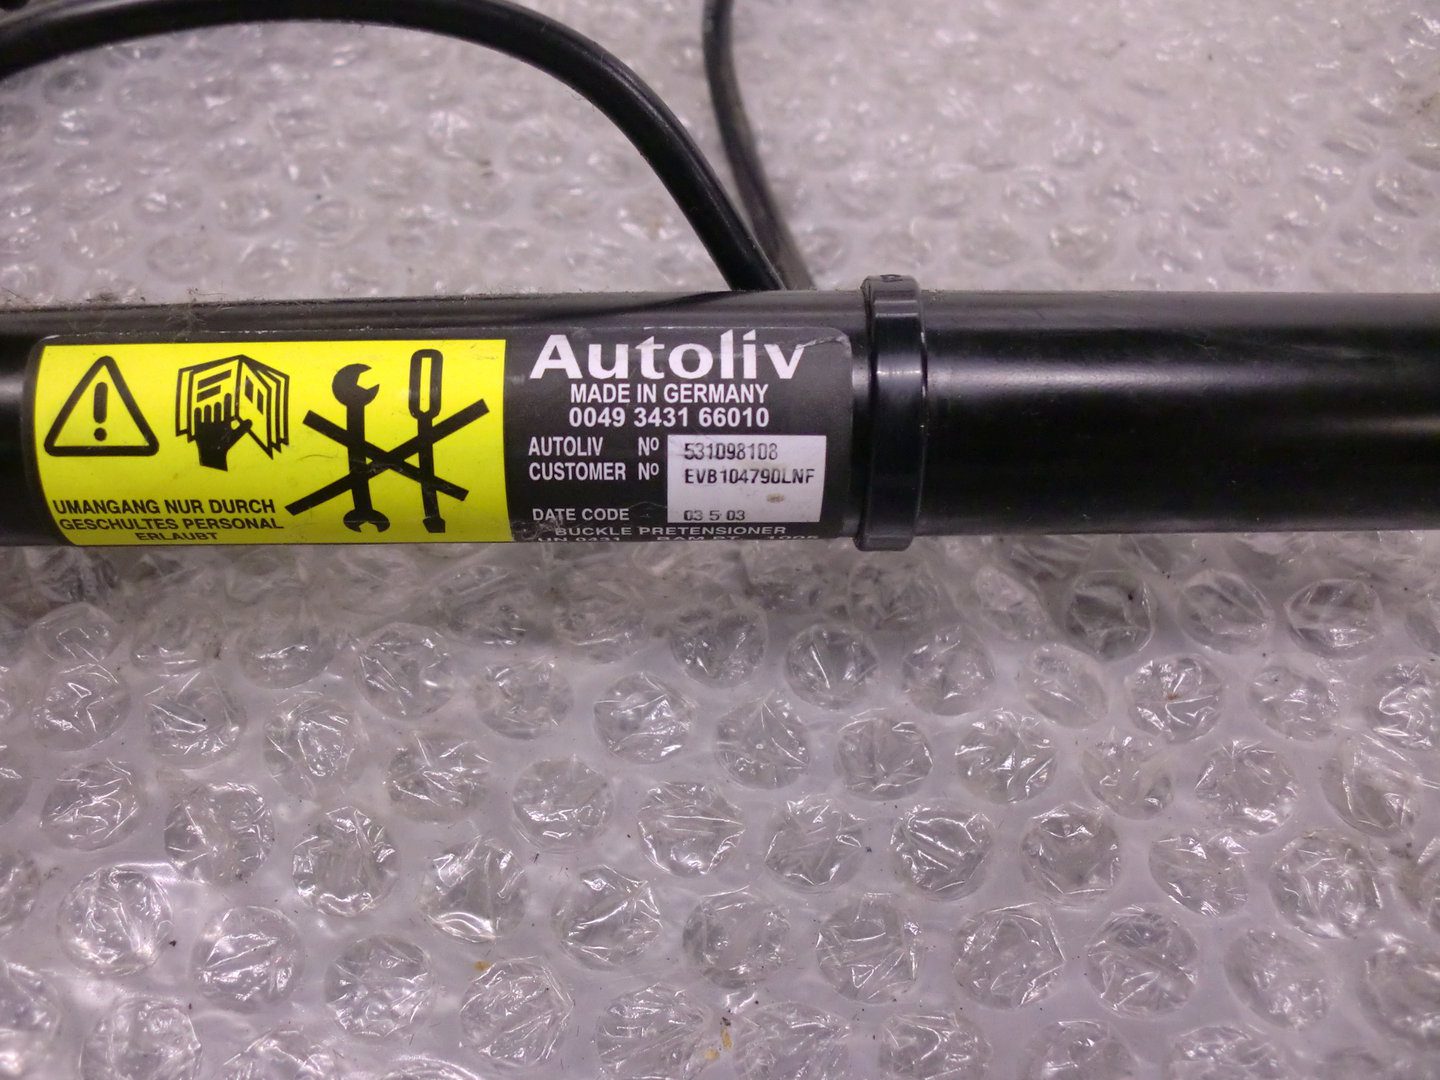 UMANGANG NUR DURCH
GESCHULTES PERSONAL
ERLAUBT
Autoliv
MADE IN GERMANY
0049 3431 66010
AUTOLIV Nº 531098108
CUSTOMER Nº EVB104790LNF
DATE CODE 03 5 03
BUCKLE PRETENSIONER